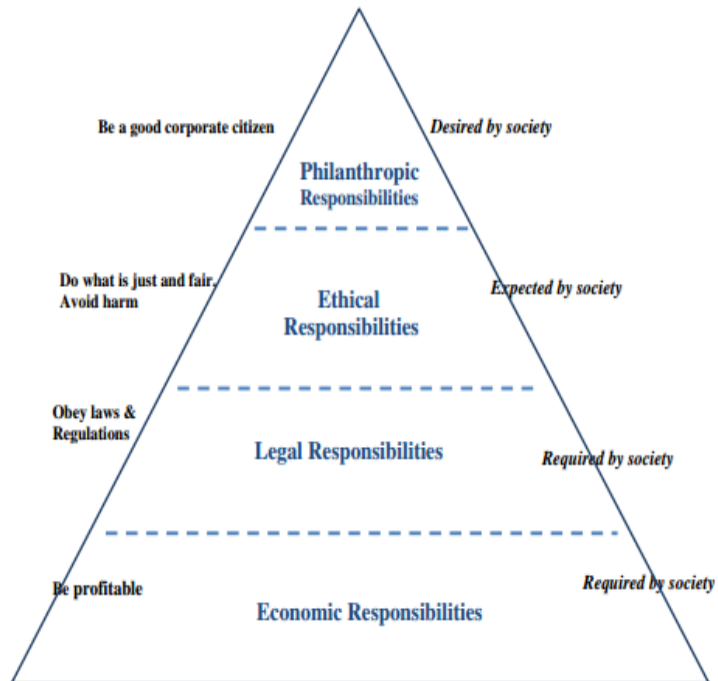 Be a good corporate citizen
Desired by society
Philanthropic
Responsibilities
Do what is just and fair,
Avoid harm
Expected by society
Ethical
Responsibilities
Obey laws &
Regulations
Legal Responsibilities
Required by society
Be profitable
Required by society
Economic Responsibilities